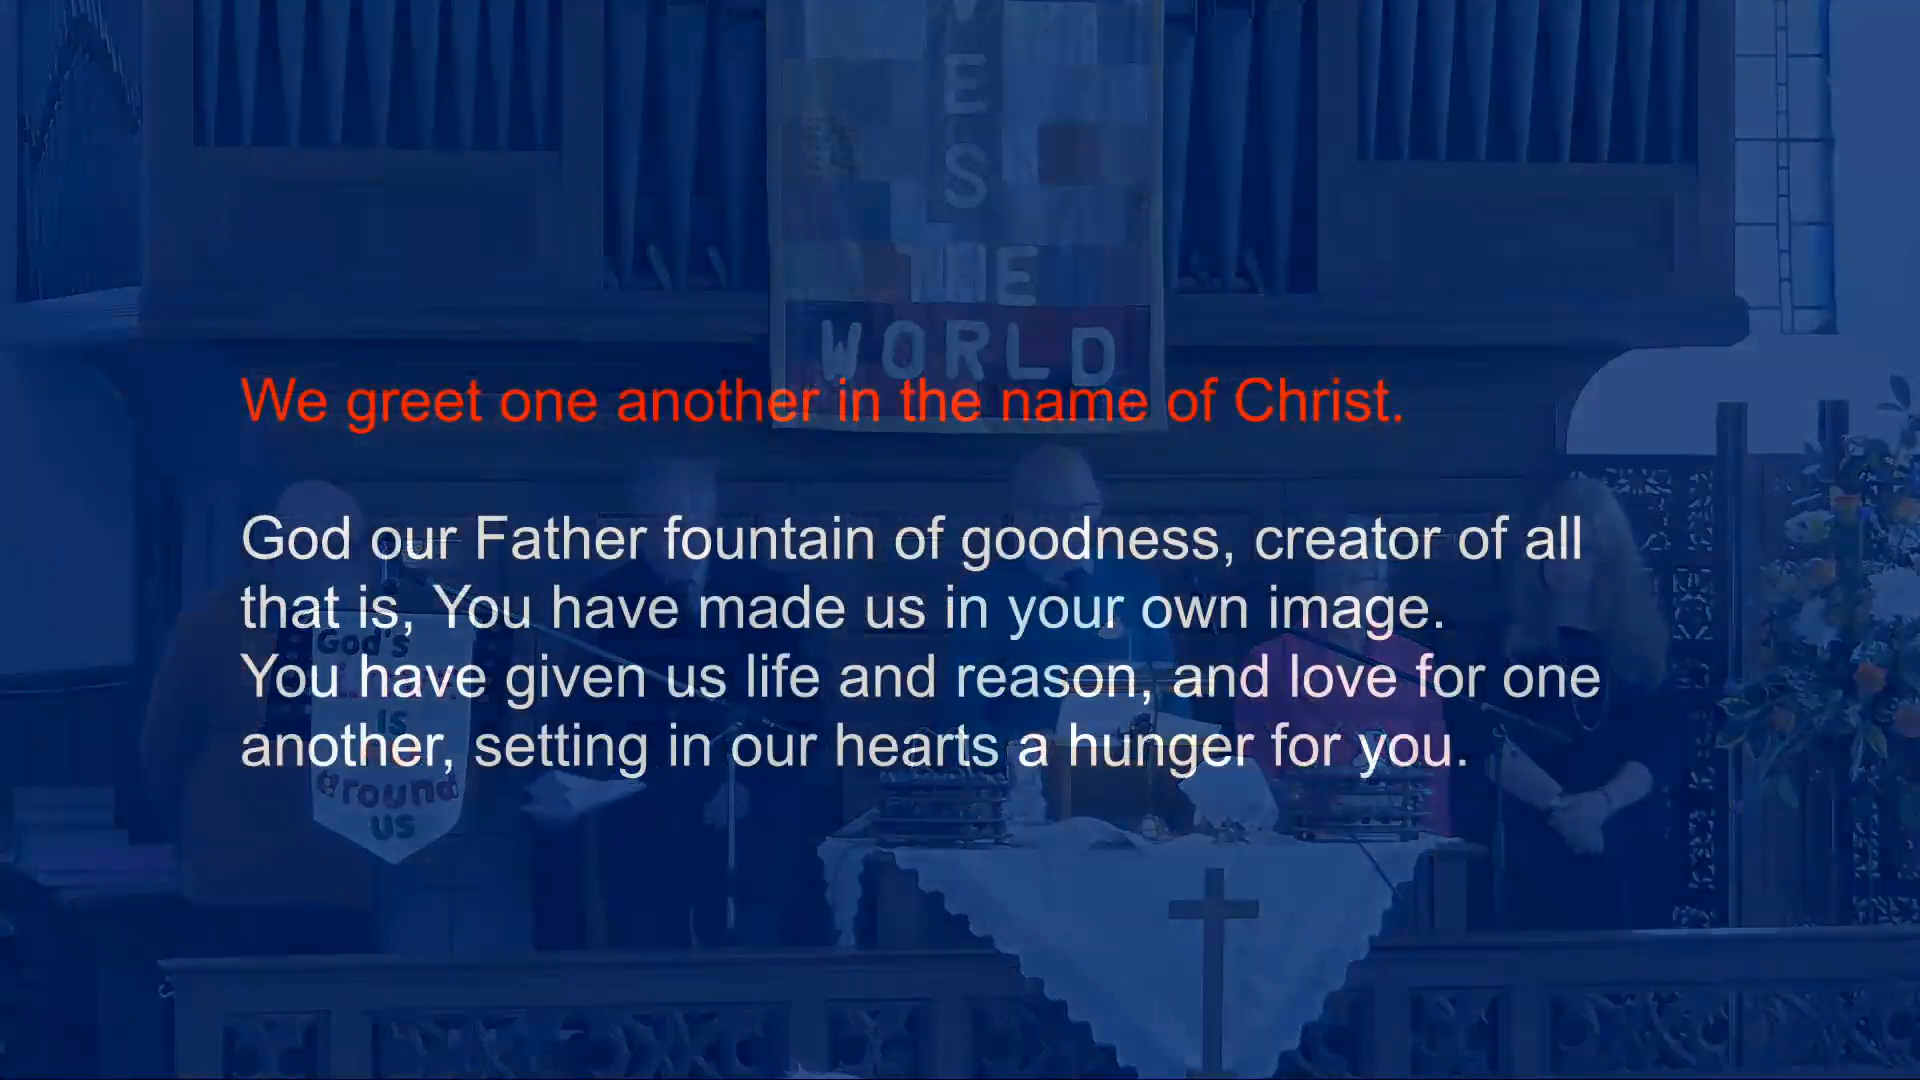 E
S
THE
WORLD
We greet one another in the name of Christ.
God our Father fountain of goodness, creator of all
that is, You have made us in your own image.
You have given us life and reason, and love for one
another, setting in our hearts a hunger for you.
God's
is
around
us